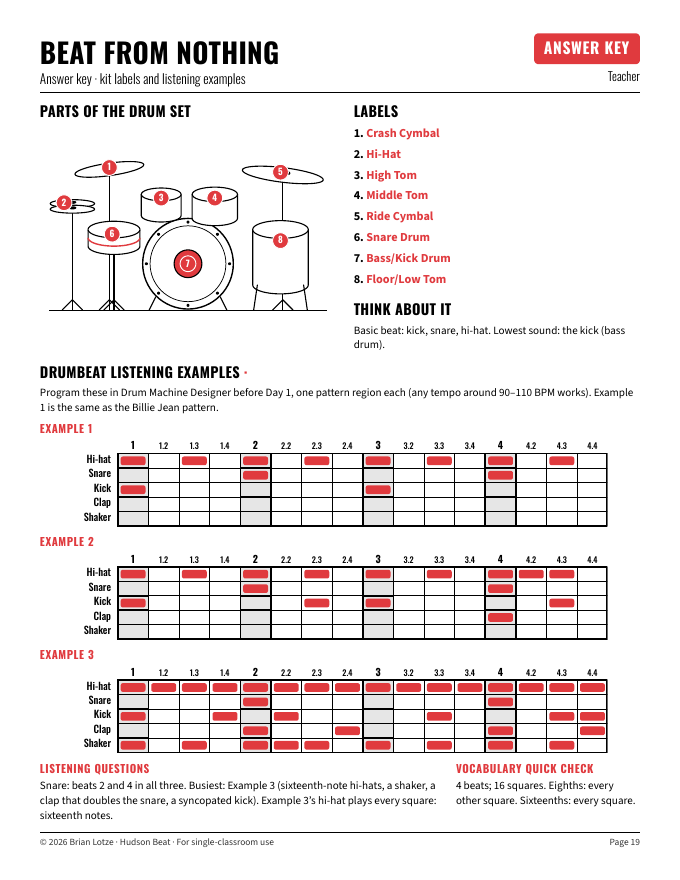 BEAT FROM NOTHING
ANSWER KEY
Answer key · kit labels and listening examples
Teacher
PARTS OF THE DRUM SET
1
2
3
4
5
6
7
8
LABELS
1. Crash Cymbal
2. Hi-Hat
3. High Tom
4. Middle Tom
5. Ride Cymbal
6. Snare Drum
7. Bass/Kick Drum
8. Floor/Low Tom
THINK ABOUT IT
Basic beat: kick, snare, hi-hat. Lowest sound: the kick (bass
drum).
DRUMBEAT LISTENING EXAMPLES ·
Program these in Drum Machine Designer before Day 1, one pattern region each (any tempo around 90–110 BPM works). Example
1 is the same as the Billie Jean pattern.
EXAMPLE 1
1 1.2 1.3 1.4 2 2.2 2.3 2.4 3 3.2 3.3 3.4 4 4.2 4.3 4.4
Hi-hat
Snare
Kick
Clap
Shaker
EXAMPLE 2
1 1.2 1.3 1.4 2 2.2 2.3 2.4 3 3.2 3.3 3.4 4 4.2 4.3 4.4
Hi-hat
Snare
Kick
Clap
Shaker
EXAMPLE 3
1 1.2 1.3 1.4 2 2.2 2.3 2.4 3 3.2 3.3 3.4 4 4.2 4.3 4.4
Hi-hat
Snare
Kick
Clap
Shaker
LISTENING QUESTIONS
Snare: beats 2 and 4 in all three. Busiest: Example 3 (sixteenth-note hi-hats, a shaker, a
clap that doubles the snare, a syncopated kick). Example 3’s hi-hat plays every square:
sixteenth notes.
VOCABULARY QUICK CHECK
4 beats; 16 squares. Eighths: every
other square. Sixteenths: every square.
© 2026 Brian Lotze · Hudson Beat · For single-classroom use
Page 19